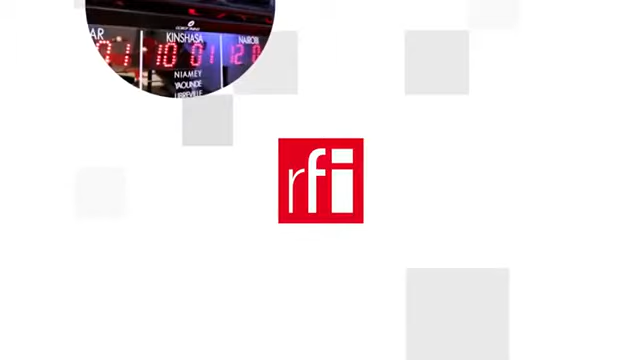 KINSHASA
NAIROBI
10 01
NIAMEY
YAOUNDE
LIBREVILLE
rfi